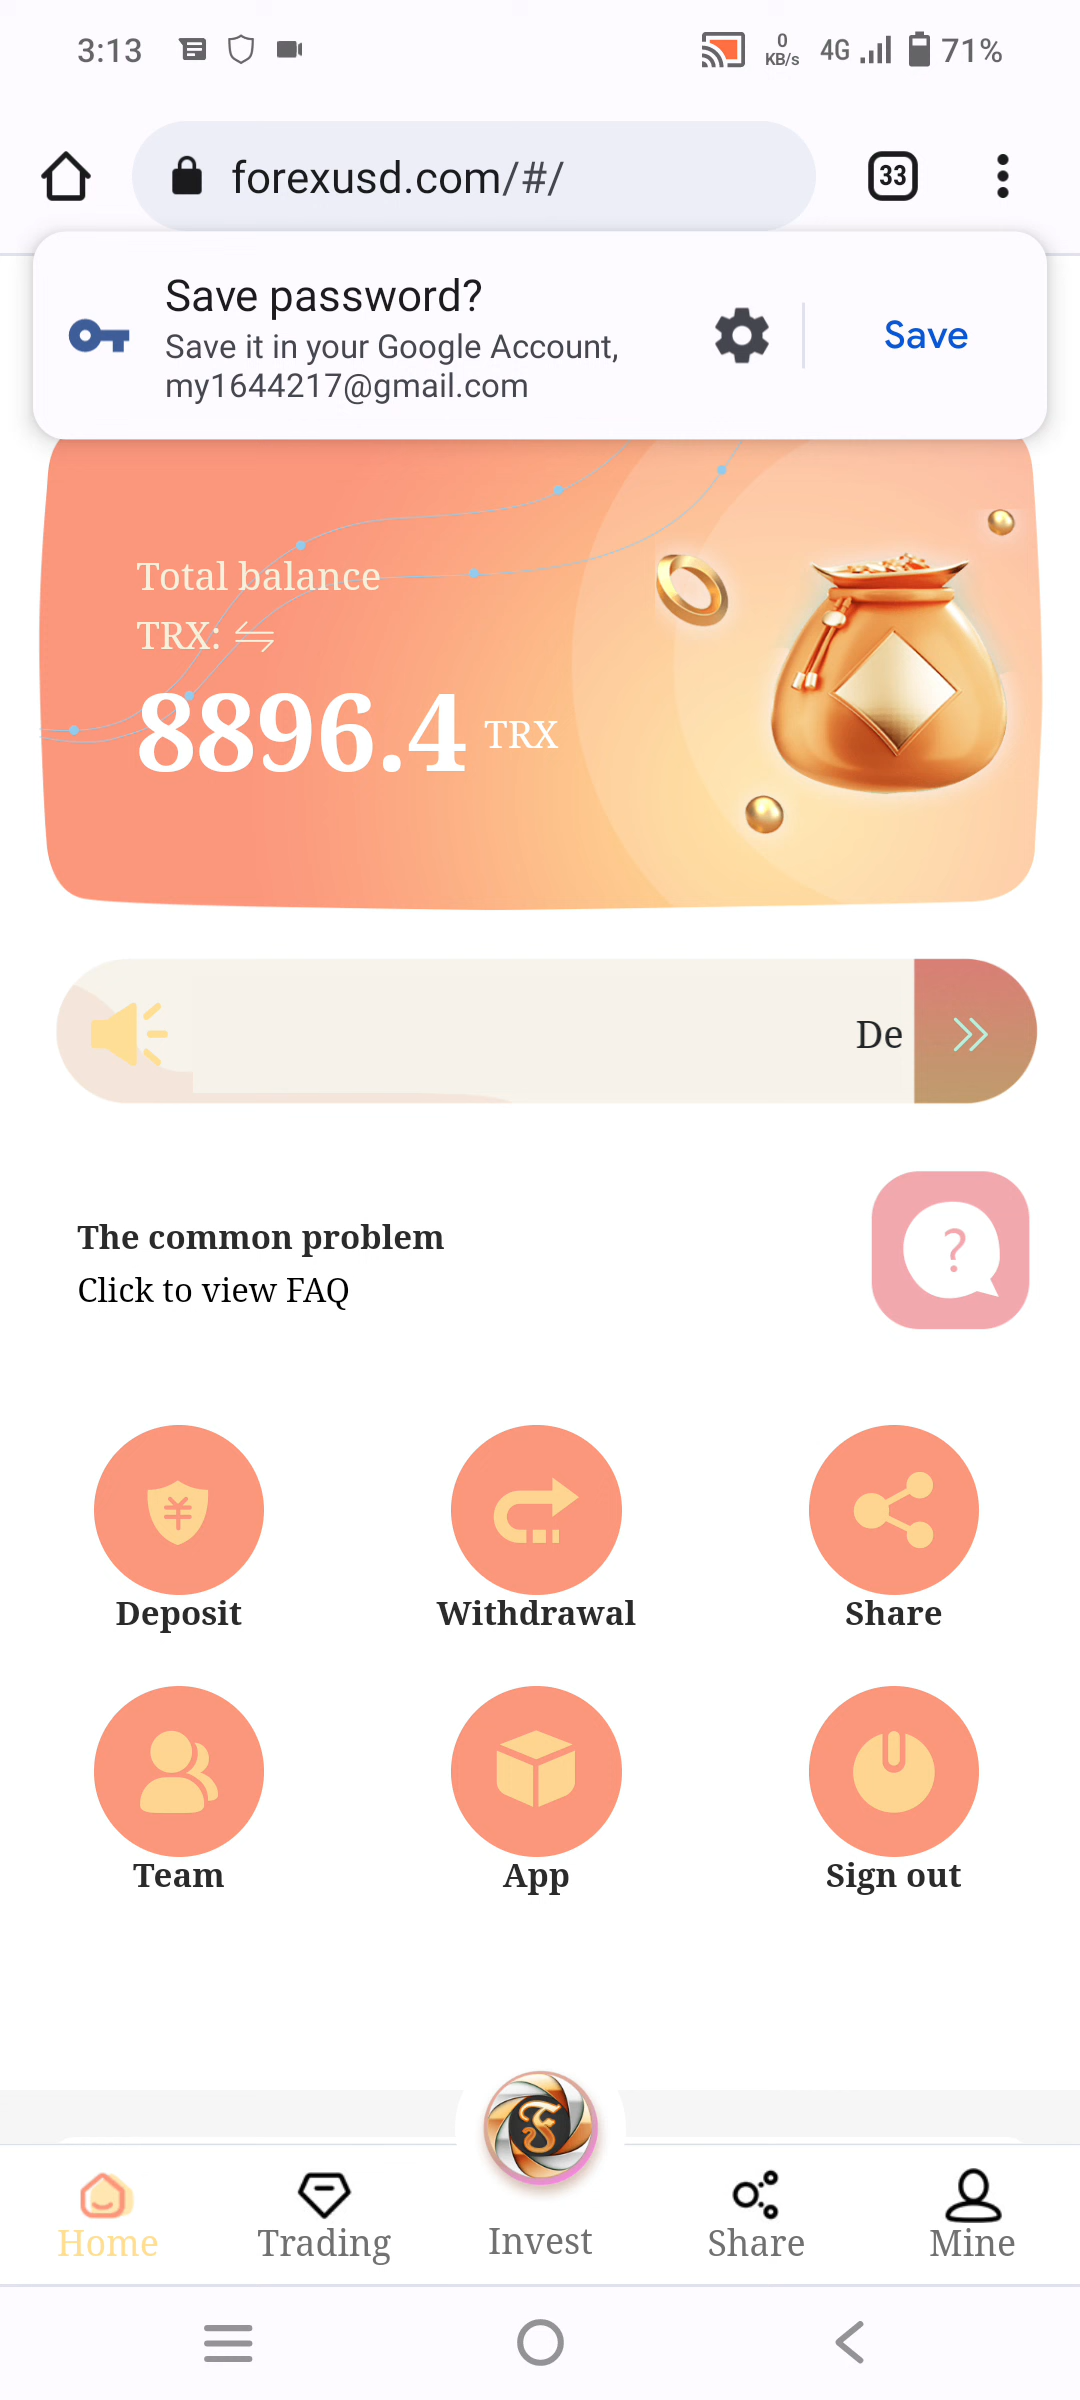 3:13
0
KB/s
4G
71%
forexusd.com/#/
33
Save password?
Save it in your Google Account,
my1644217@gmail.com
Save
Total balance
TRX:
8896.4 TRX
De
The common problem
Click to view FAQ
?
Deposit
Withdrawal
Share
Team
App
Sign out
Home
Trading
Invest
Share
Mine